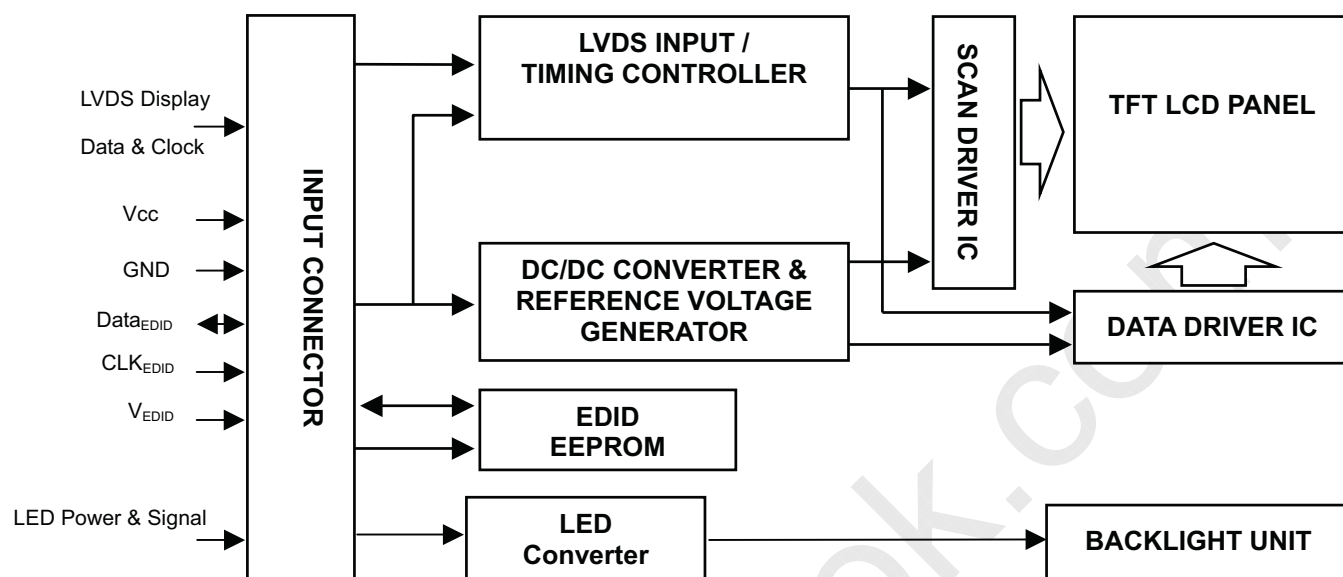 LVDS Display
Data & Clock
Vcc
GND
DataEDID
CLKEDID
VEDID
LED Power & Signal
INPUT CONNECTOR
LVDS INPUT /
TIMING CONTROLLER
DC/DC CONVERTER &
REFERENCE VOLTAGE
GENERATOR
EDID
EEPROM
LED
Converter
SCAN DRIVER IC
TFT LCD PANEL
DATA DRIVER IC
BACKLIGHT UNIT